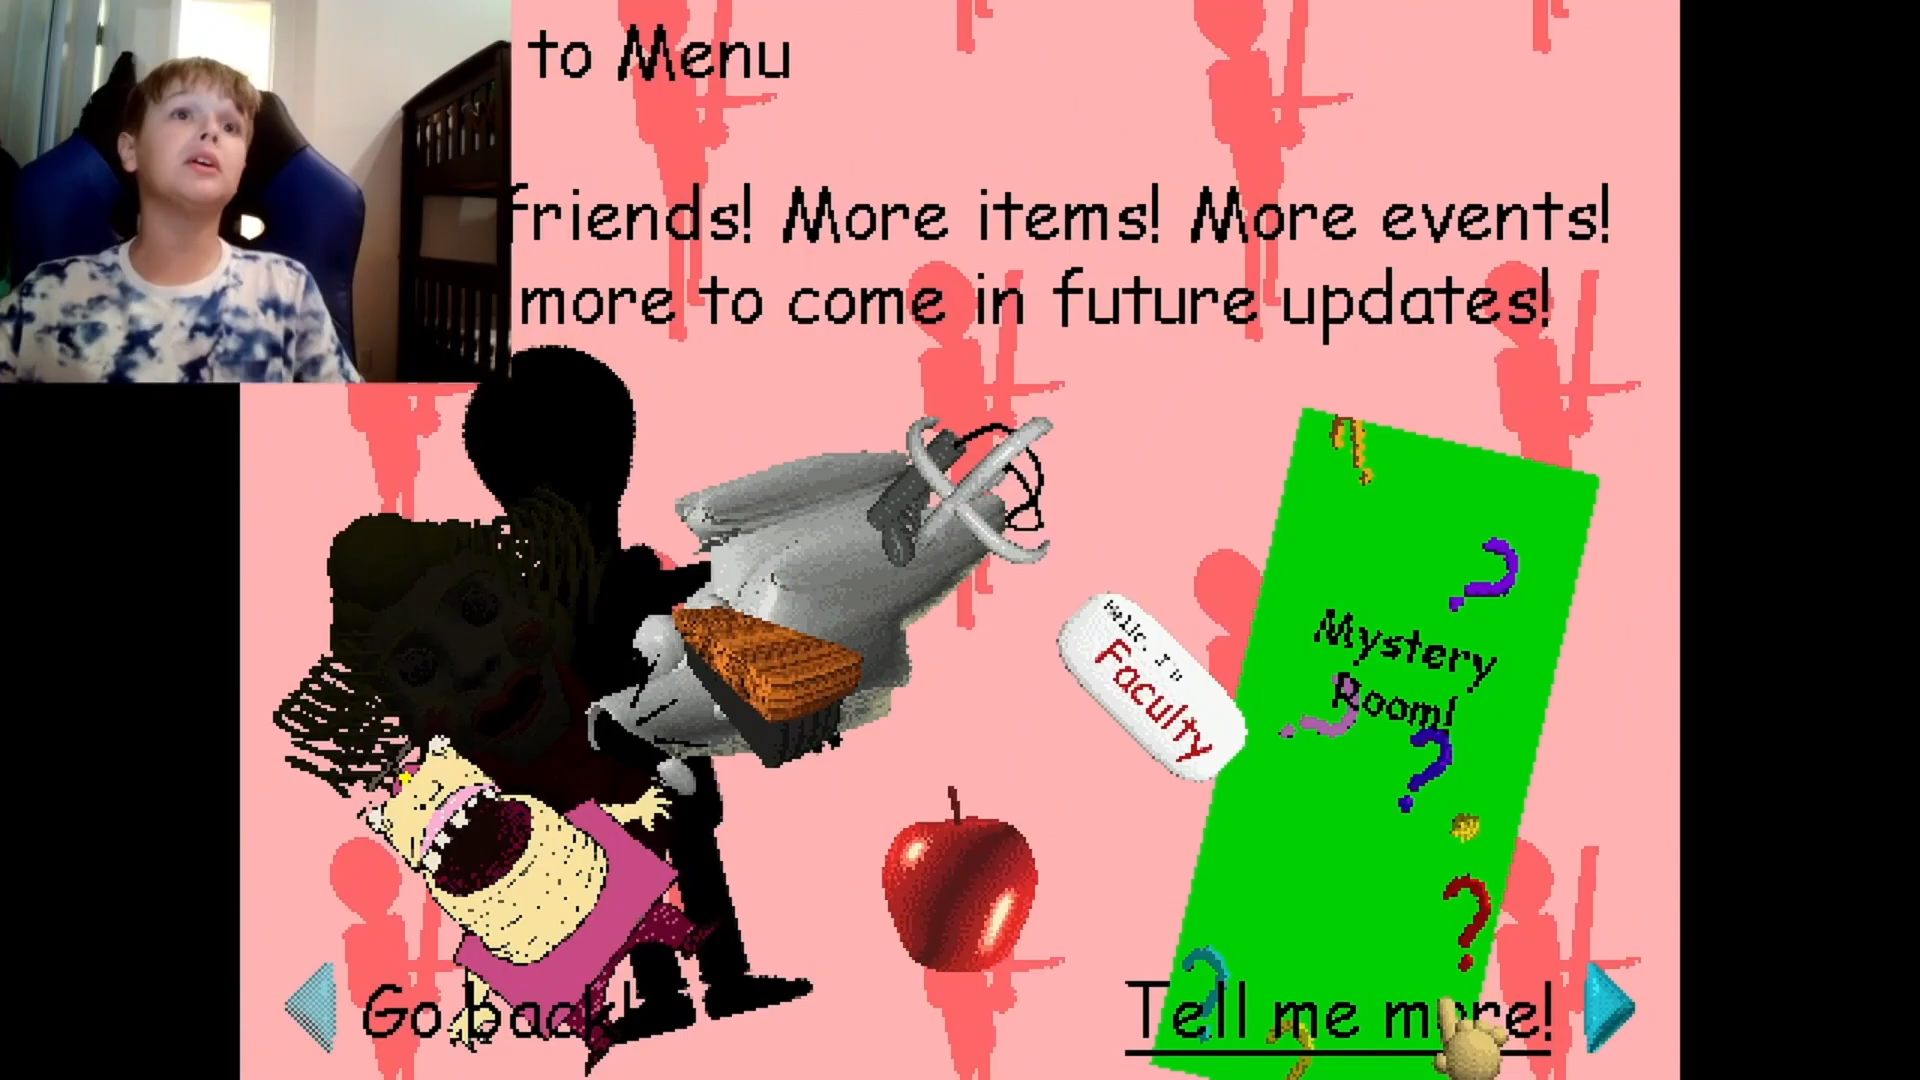 to Menu
friends! More items! More events!
more to come in future updates!
Faculty
Mystery
Room!
Go back!
Tell me more!